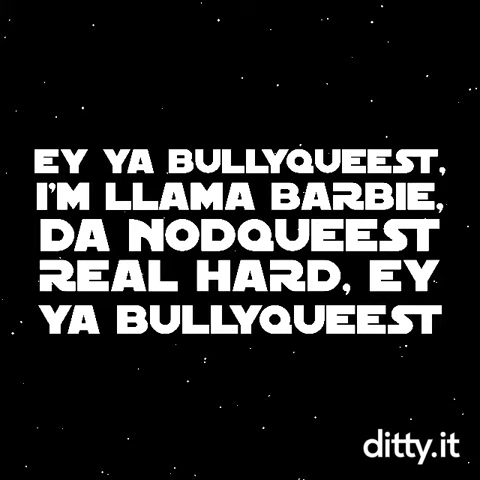 EY YA BULLYQUEEST,
I'M LLAMA BARBIE,
DA NODQUEEST
REAL HARD, EY
YA BULLYQUEEST
ditty.it